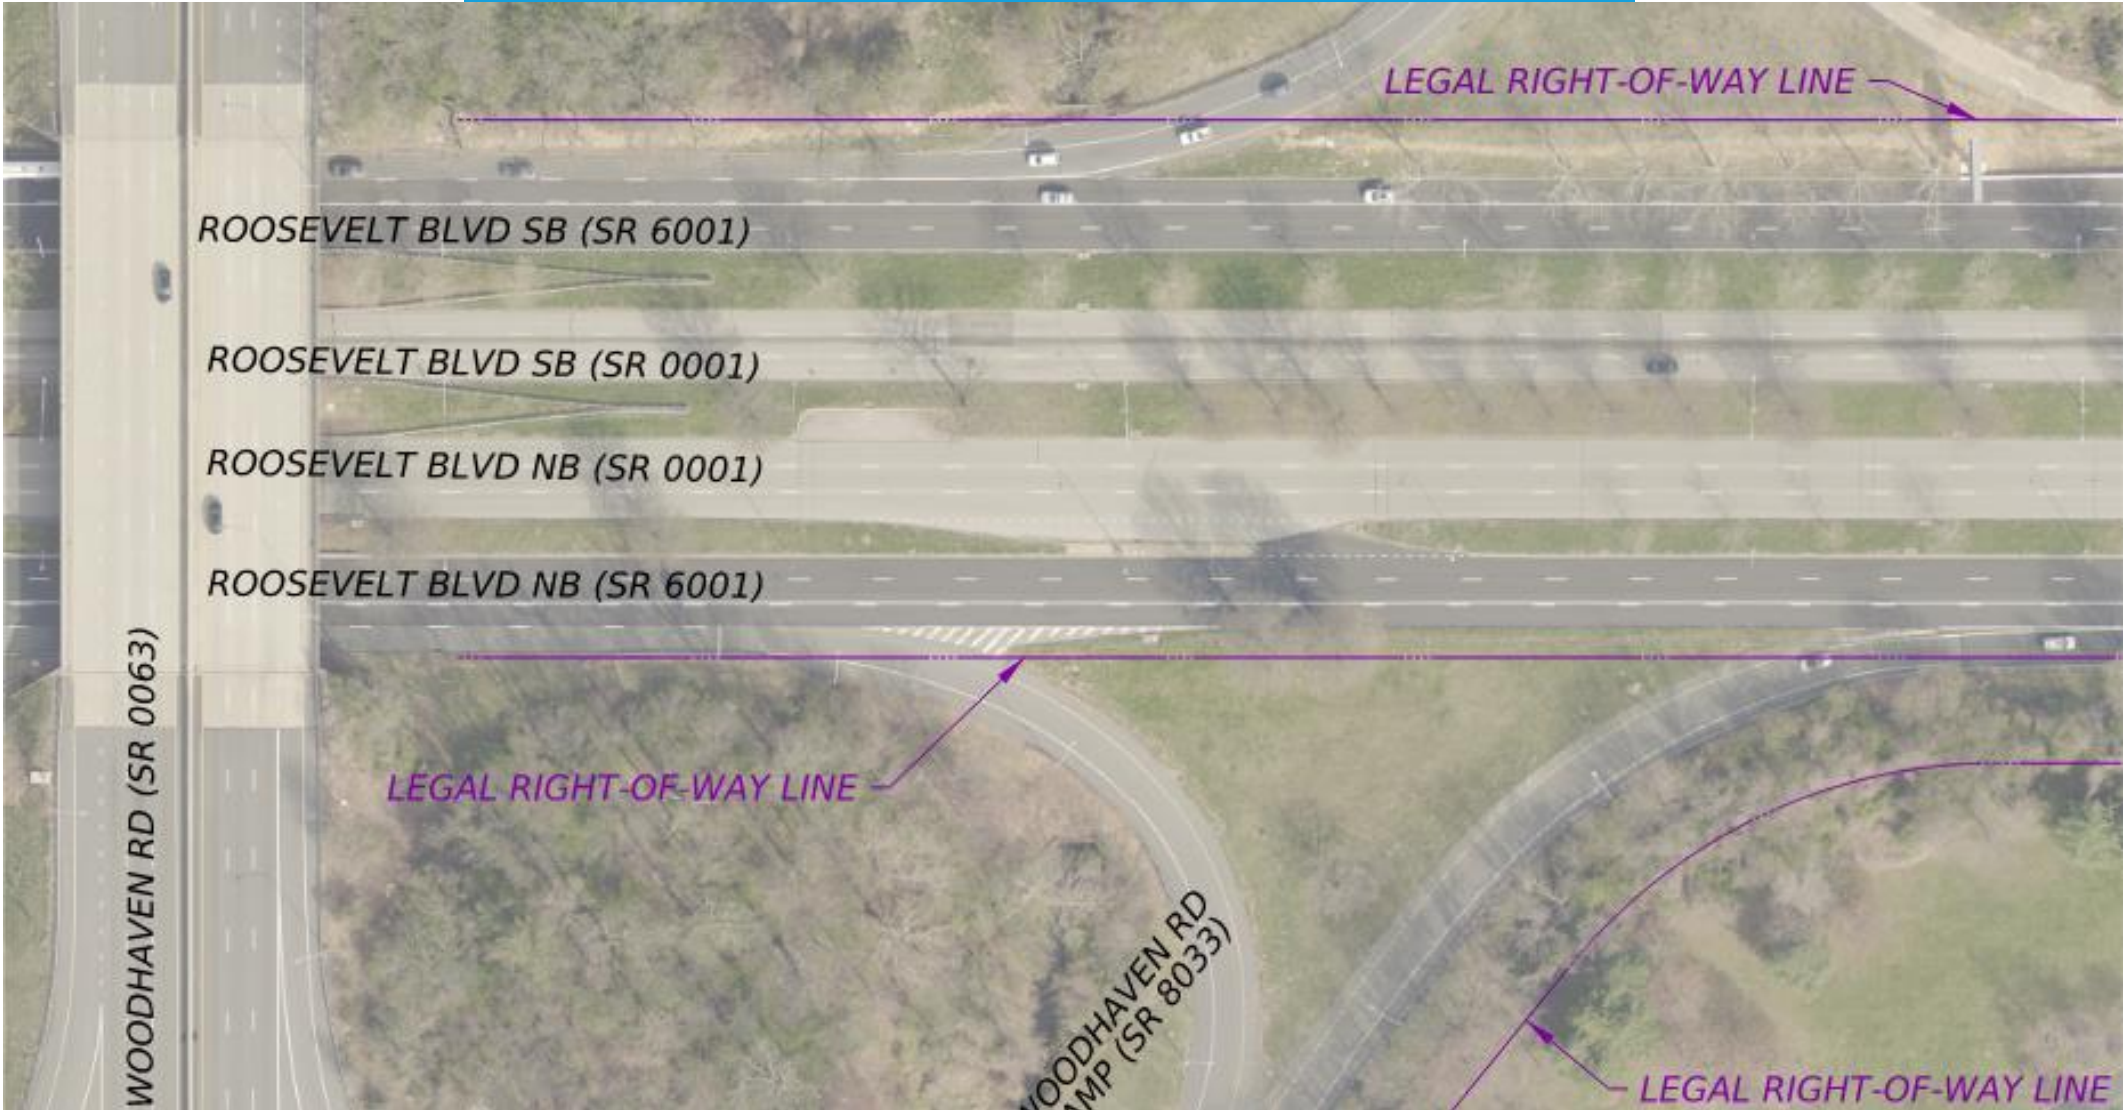 LEGAL RIGHT-OF-WAY LINE
ROOSEVELT BLVD SB (SR 6001)
ROOSEVELT BLVD SB (SR 0001)
ROOSEVELT BLVD NB (SR 0001)
ROOSEVELT BLVD NB (SR 6001)
WOODHAVEN RD (SR 0063)
LEGAL RIGHT-OF-WAY LINE
WOODHAVEN RD
AMP (SR 8033)
LEGAL RIGHT-OF-WAY LINE